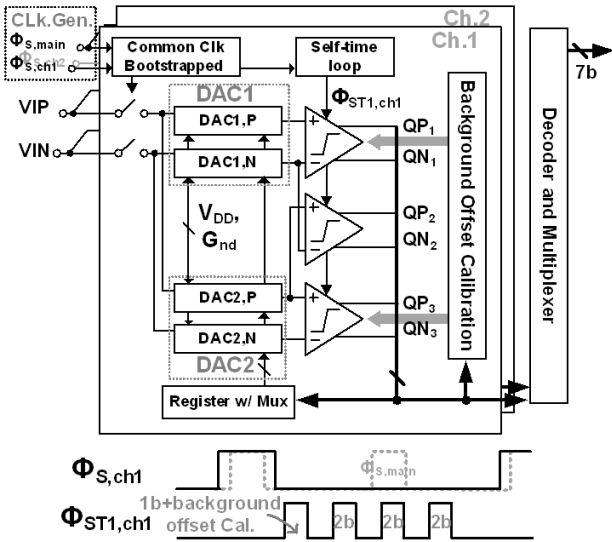 CLk.Gen.
ΦS,main
Φs,ch2
ΦS,ch1
Ch.2
Ch.1
Common Clk
Bootstrapped
Self-time
loop
ΦST1,ch1
7b
VIP
VIN
DAC1
DAC1,P
DAC1,N
VDD,
Gnd
DAC2,P
DAC2,N
DAC2
Register w/ Mux
+
−
+
−
+
−
QP1
QN1
QP2
QN2
QP3
QN3
Background Offset Calibration
Decoder and Multiplexer
ΦS,ch1
Φs,main
ΦST1,ch1
1b+background
offset Cal.
2b
2b
2b